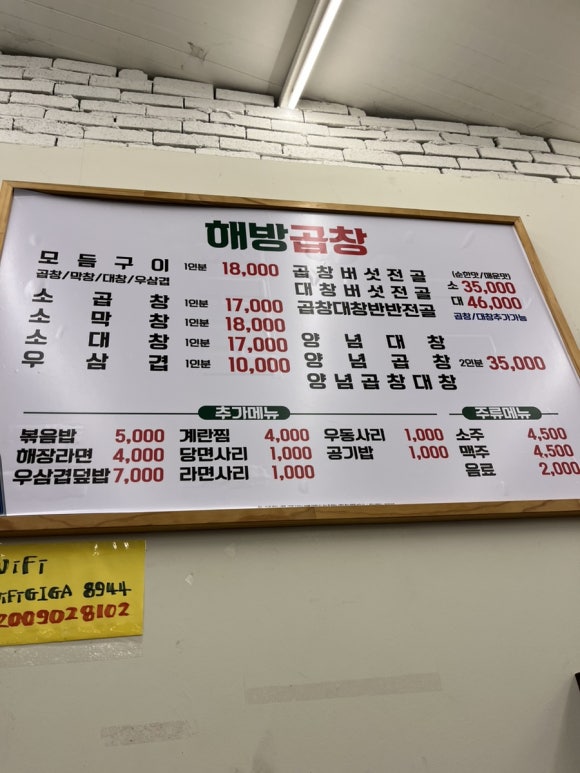 해방곱창
모듬구이 1인분 18,000
곱창/막창/대창/우삼겹
소곱창 1인분 17,000
소막창 1인분 18,000
소대창 1인분 17,000
우삼겹 1인분 10,000
곱창버섯전골 (순한맛/매운맛)
대창버섯전골 소 35,000
곱창대창반반전골 대 46,000
곱창/대창추가가능
양념대창
양념곱창 2인분 35,000
양념곱창대창
추가메뉴
볶음밥 5,000 계란찜 4,000 우동사리 1,000
해장라면 4,000 당면사리 1,000 공기밥 1,000
우삼겹덮밥 7,000 라면사리 1,000
주류메뉴
소주 4,500
맥주 4,500
음료 2,000
WiFi
GIGA 8944
2009028102